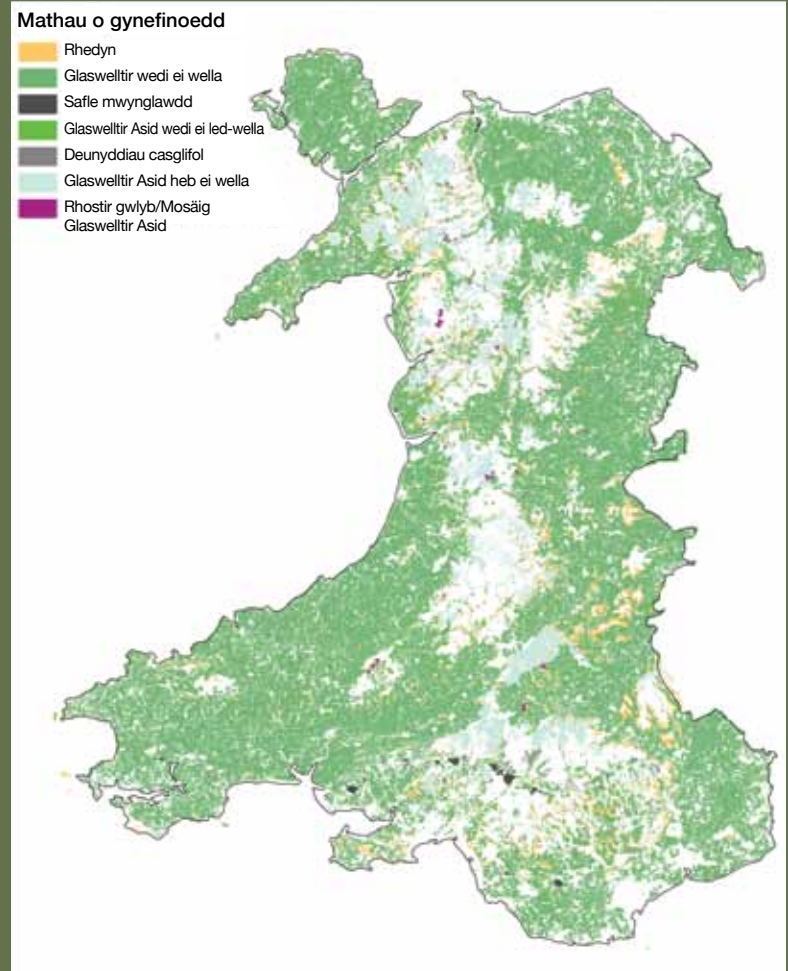 Mathau o gynefinoedd
Rhedyn
Glaswelltir wedi ei wella
Safle mwynglawdd
Glaswelltir Asid wedi ei led-wella
Deunyddiau casglifol
Glaswelltir Asid heb ei wella
Rhostir gwlyb/Mosäig
Glaswelltir Asid